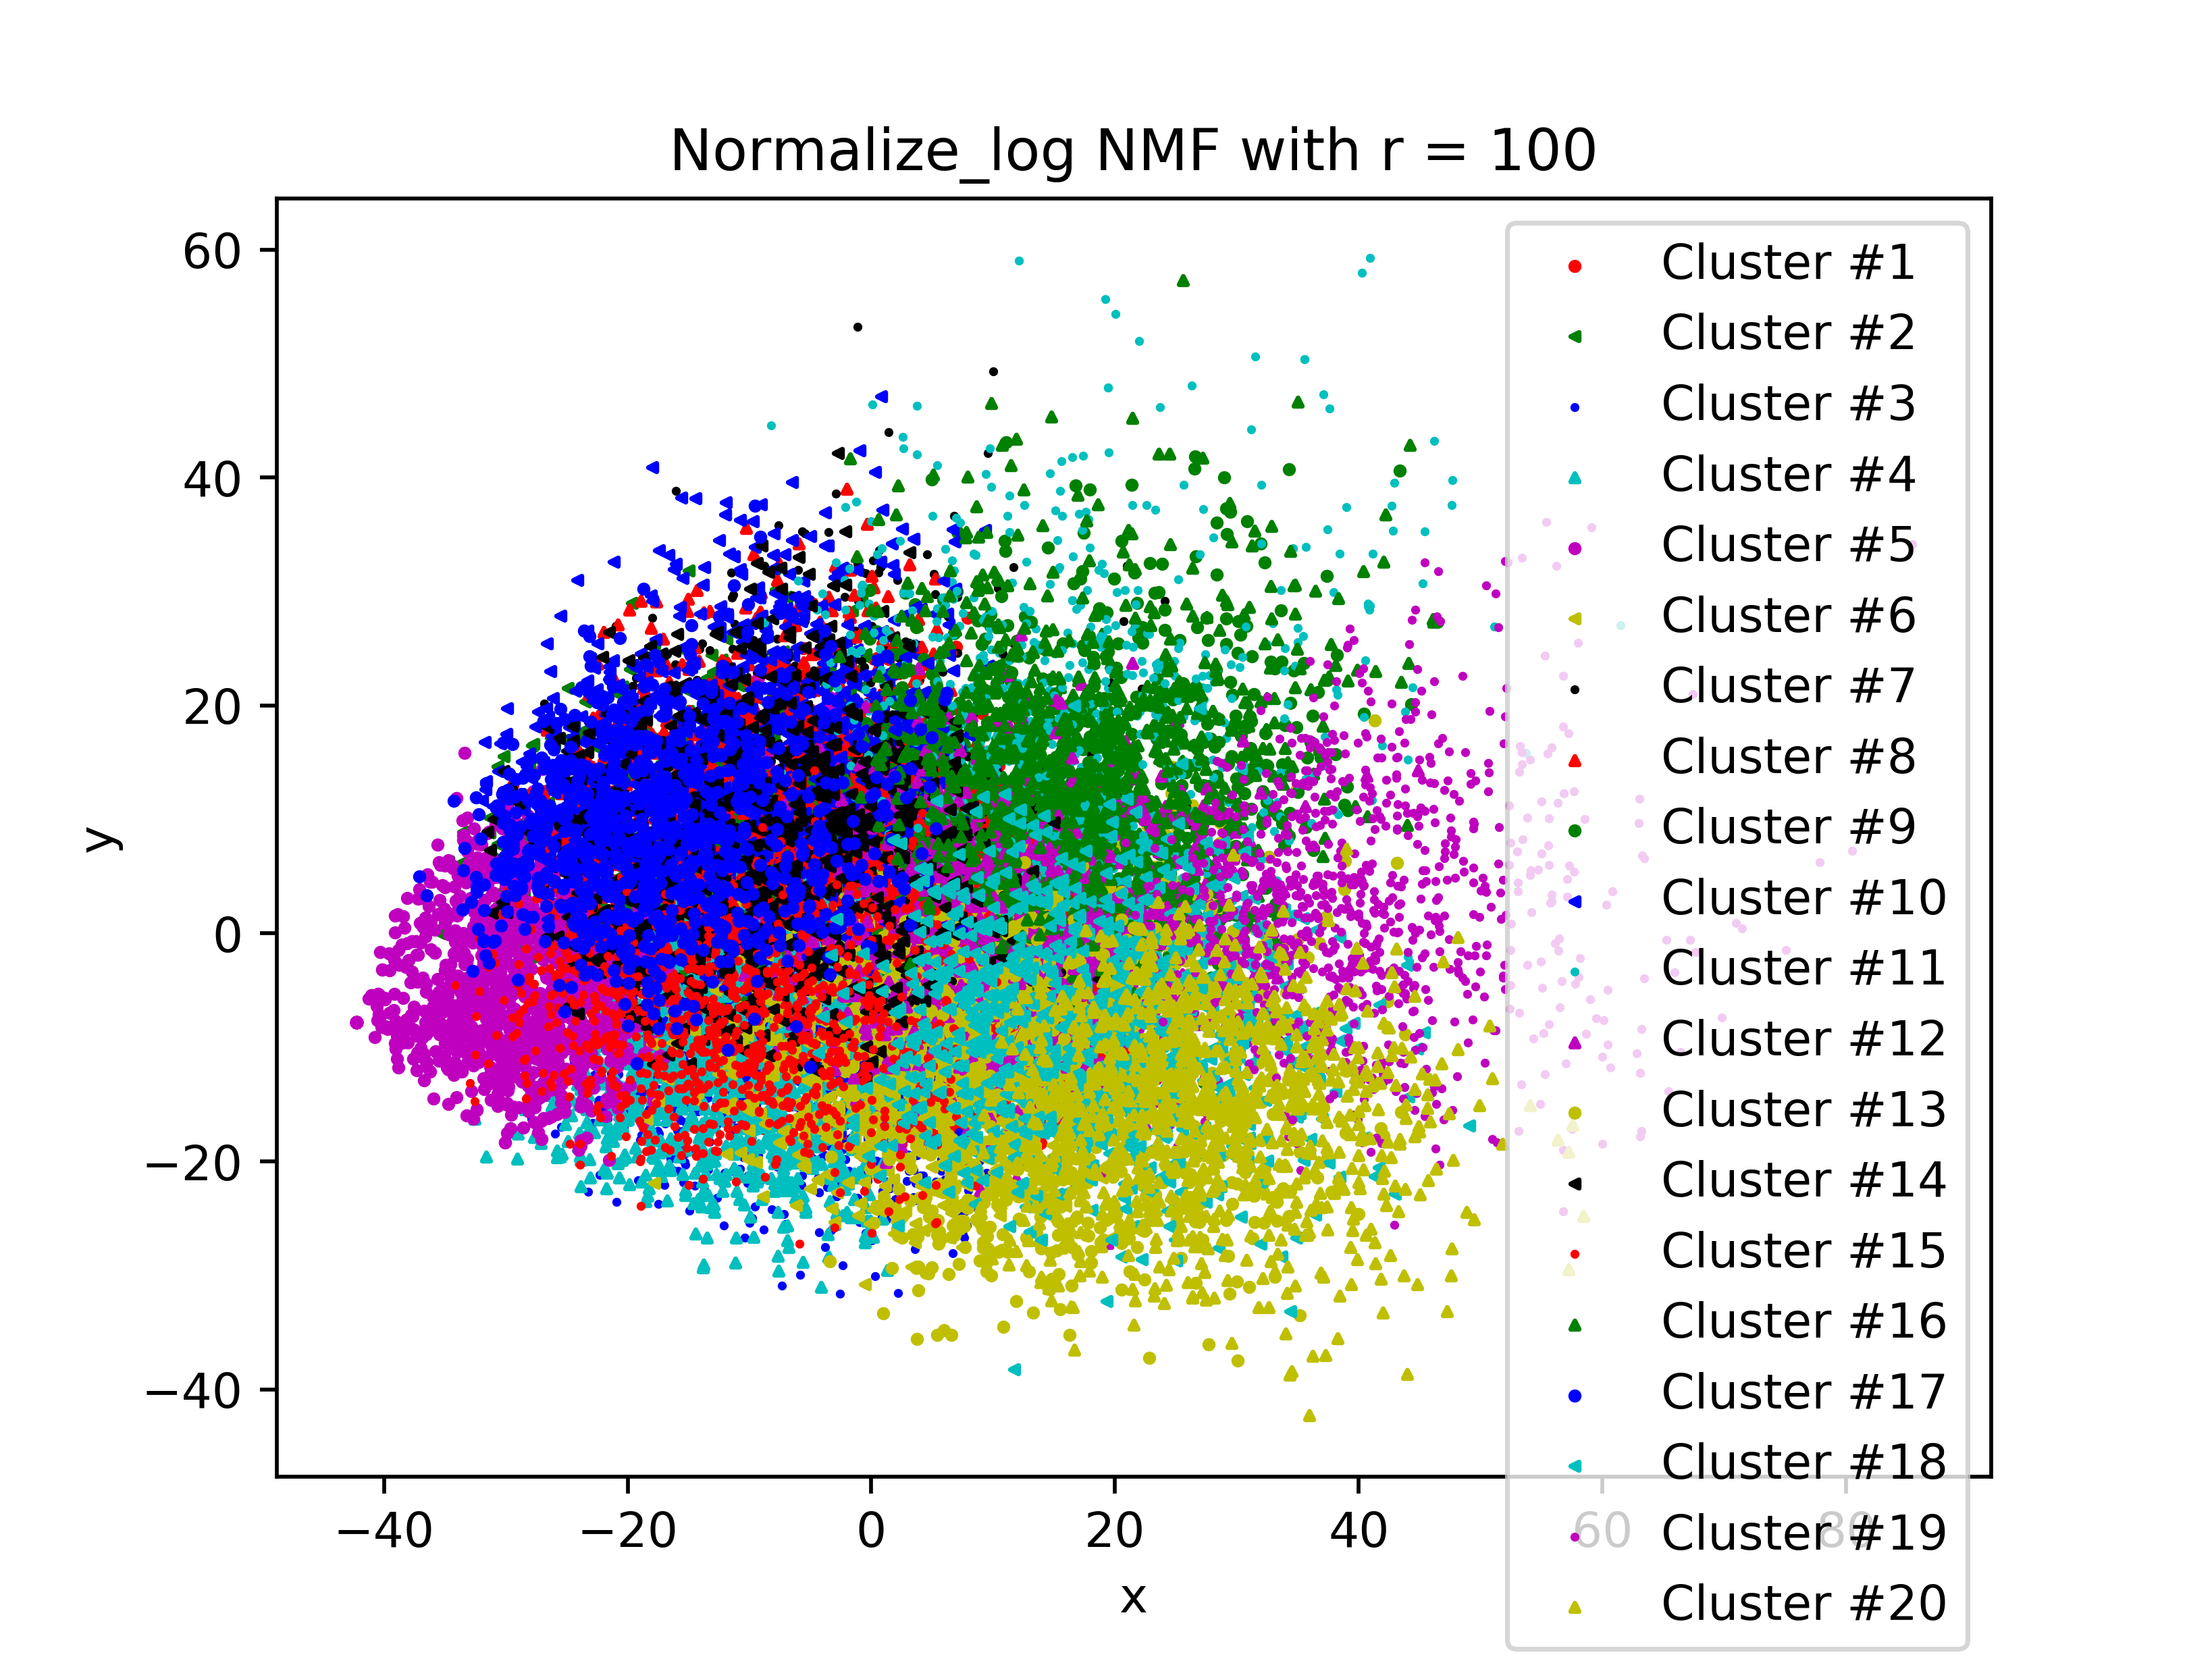 Normalize_log NMF with r = 100
60
40
20
0
−20
−40
y
−40
−20
0
20
40
60
80
x
Cluster #1
Cluster #2
Cluster #3
Cluster #4
Cluster #5
Cluster #6
Cluster #7
Cluster #8
Cluster #9
Cluster #10
Cluster #11
Cluster #12
Cluster #13
Cluster #14
Cluster #15
Cluster #16
Cluster #17
Cluster #18
Cluster #19
Cluster #20